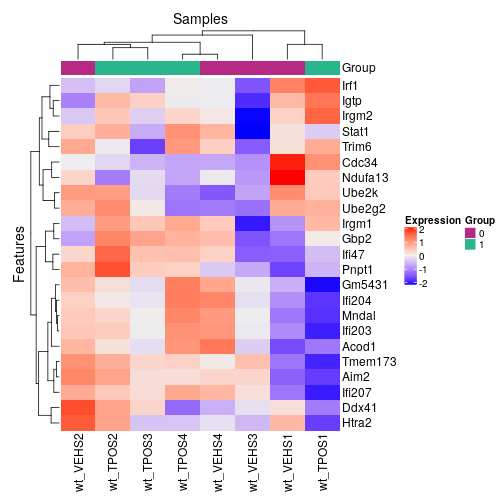 Samples
Group
Irf1
Igtp
Irgm2
Stat1
Trim6
Cdc34
Ndufa13
Ube2k
Ube2g2
Irgm1
Gbp2
Ifi47
Pnpt1
Gm5431
Ifi204
Mndal
Ifi203
Acod1
Tmem173
Aim2
Ifi207
Ddx41
Htra2
Features
wt_VEHS2
wt_TPOS2
wt_TPOS3
wt_TPOS4
wt_VEHS4
wt_VEHS3
wt_VEHS1
wt_TPOS1
Expression
2
1
0
-1
-2
Group
0
1